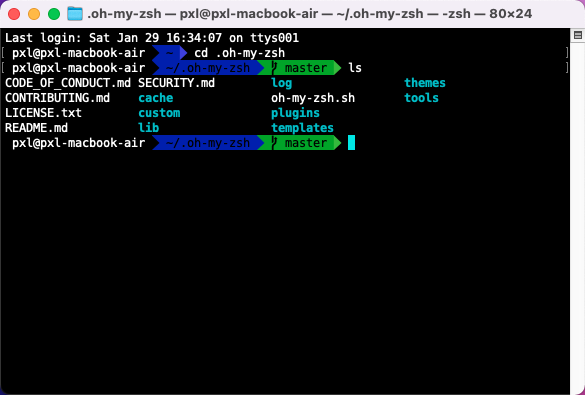 .oh-my-zsh — pxl@pxl-macbook-air — ~/.oh-my-zsh — -zsh — 80×24
Last login: Sat Jan 29 16:34:07 on ttys001
pxl@pxl-macbook-air ~ cd .oh-my-zsh
pxl@pxl-macbook-air ~/.oh-my-zsh master ls
CODE_OF_CONDUCT.md SECURITY.md log themes
CONTRIBUTING.md cache oh-my-zsh.sh tools
LICENSE.txt custom plugins
README.md lib templates
pxl@pxl-macbook-air ~/.oh-my-zsh master